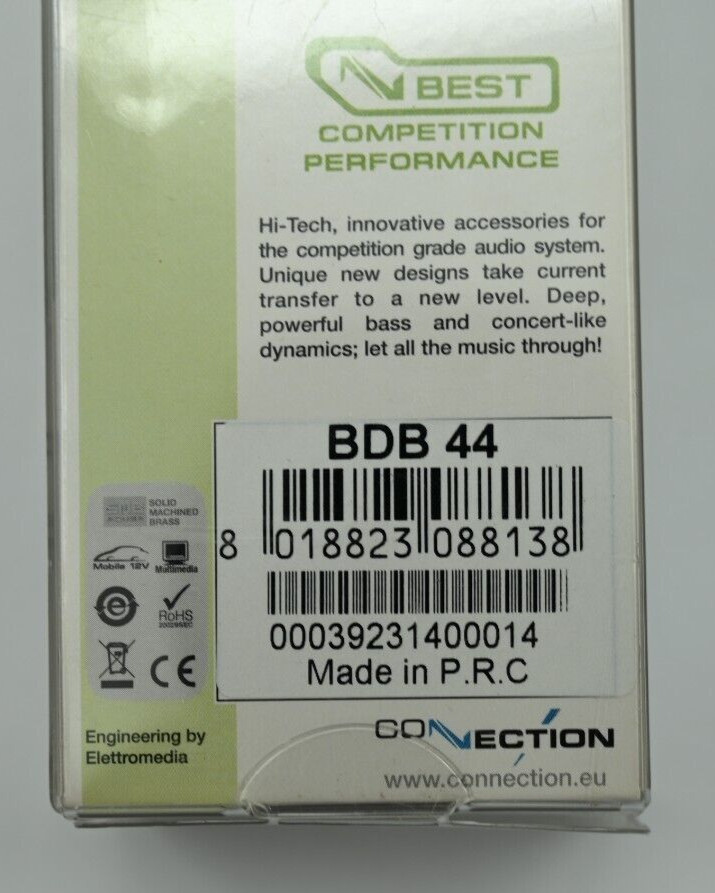 BEST
COMPETITION
PERFORMANCE
Hi-Tech, innovative accessories for
the competition grade audio system.
Unique new designs take current
transfer to a new level. Deep,
powerful bass and concert-like
dynamics; let all the music through!
BDB 44
8 018823 088138
00039231400014
Made in P.R.C
SOLID
MACHINED
BRASS
Mobile 12V
Multimedia
e
RoHS
2002/95/EC
CE
Engineering by
Elettromedia
CONNECTION
www.connection.eu